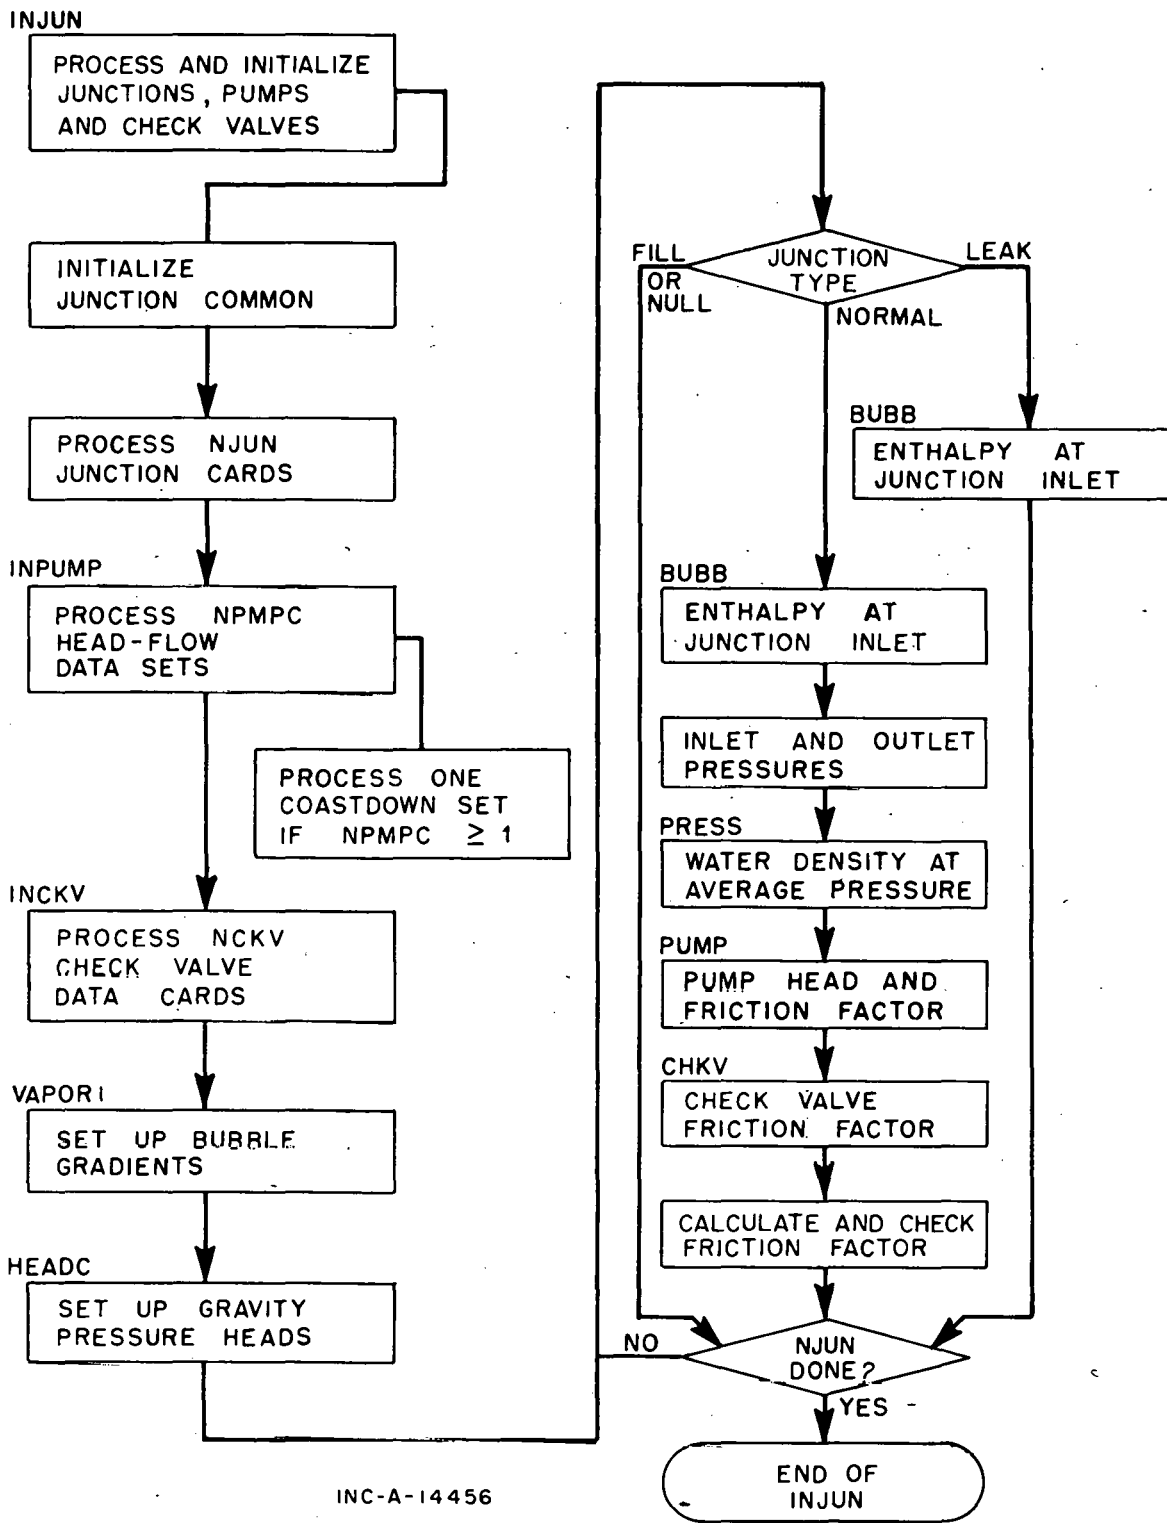 INJUN
PROCESS AND INITIALIZE
JUNCTIONS, PUMPS
AND CHECK VALVES
INITIALIZE
JUNCTION COMMON
PROCESS NJUN
JUNCTION CARDS
INPUMP
PROCESS NPMPC
HEAD-FLOW
DATA SETS
PROCESS ONE
COASTDOWN SET
IF NPMPC ≥ 1
INCKV
PROCESS NCKV
CHECK VALVE
DATA CARDS
VAPORI
SET UP BUBBLE
GRADIENTS
HEADC
SET UP GRAVITY
PRESSURE HEADS
JUNCTION
TYPE
FILL
OR
NULL
NORMAL
LEAK
BUBB
ENTHALPY AT
JUNCTION INLET
BUBB
ENTHALPY AT
JUNCTION INLET
INLET AND OUTLET
PRESSURES
PRESS
WATER DENSITY AT
AVERAGE PRESSURE
PUMP
PUMP HEAD AND
FRICTION FACTOR
CHKV
CHECK VALVE
FRICTION FACTOR
CALCULATE AND CHECK
FRICTION FACTOR
NO
NJUN
DONE?
YES
END OF
INJUN
INC-A-14456